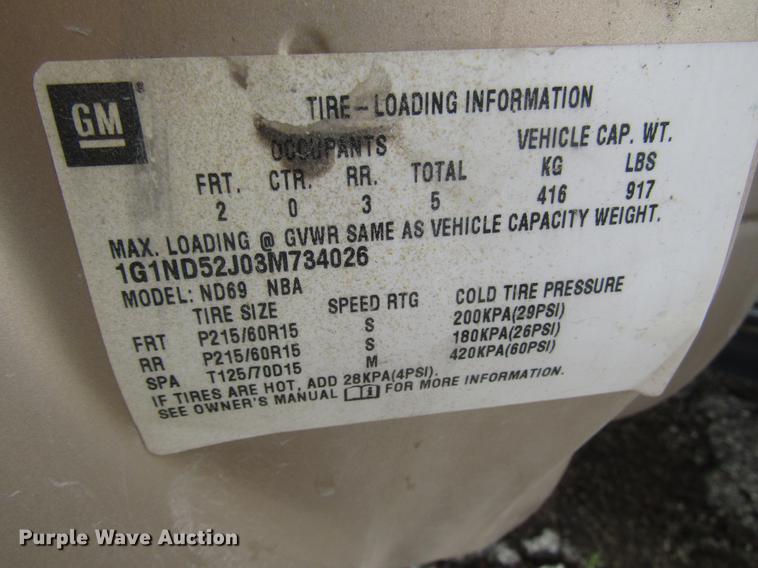 GM
TIRE - LOADING INFORMATION
OCCUPANTS VEHICLE CAP. WT.
FRT. CTR. RR. TOTAL KG LBS
2 0 3 5 416 917
MAX. LOADING @ GVWR SAME AS VEHICLE CAPACITY WEIGHT.
1G1ND52J03M734026
MODEL: ND69 NBA
TIRE SIZE SPEED RTG COLD TIRE PRESSURE
FRT P215/60R15 S 200KPA(29PSI)
RR P215/60R15 S 180KPA(26PSI)
SPA T125/70D15 M 420KPA(60PSI)
IF TIRES ARE HOT, ADD 28KPA(4PSI).
SEE OWNER'S MANUAL FOR MORE INFORMATION.
Purple Wave Auction